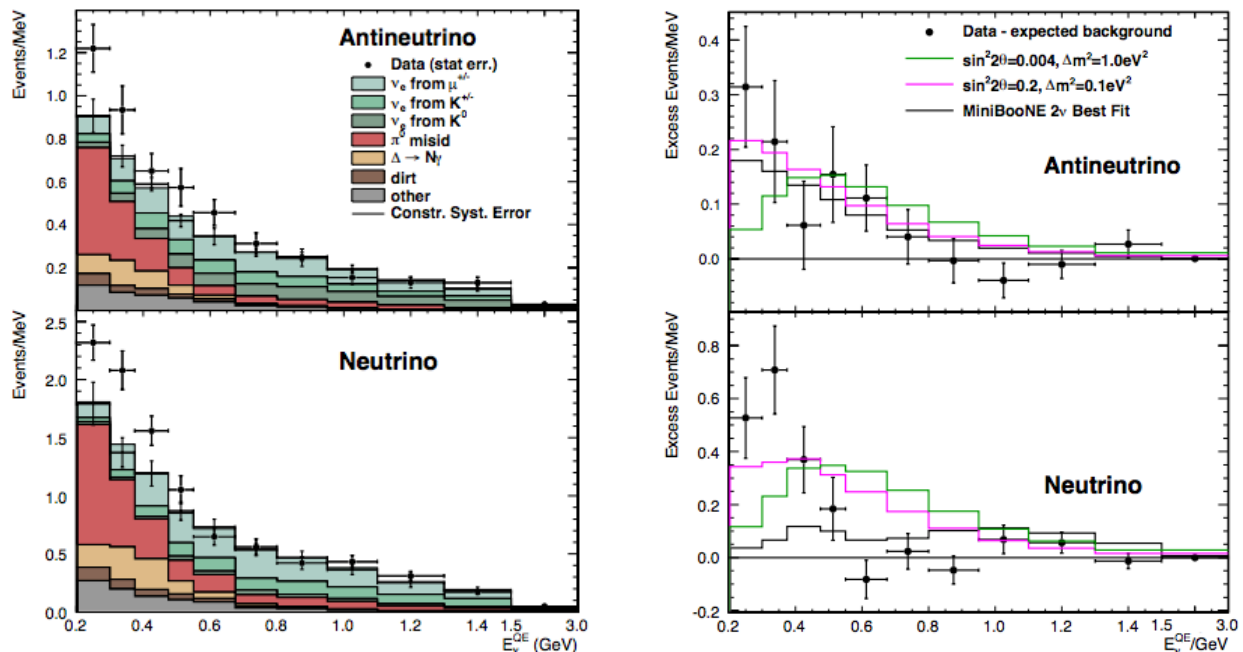 Events/MeV
1.2
1.0
0.8
0.6
0.4
0.2
Antineutrino
Data (stat err.)
νe from μ+/-
νe from K+/-
νe from K0
π0 misid
Δ → Nγ
dirt
other
Constr. Syst. Error
Events/MeV
2.5
2.0
1.5
1.0
0.5
0.0
Neutrino
0.2 0.4 0.6 0.8 1.0 1.2 1.4 1.5 3.0
EνQE (GeV)
Excess Events/MeV
0.4
0.3
0.2
0.1
0.0
Data - expected background
sin²2θ=0.004, Δm²=1.0eV²
sin²2θ=0.2, Δm²=0.1eV²
MiniBooNE 2ν Best Fit
Antineutrino
Excess Events/MeV
0.8
0.6
0.4
0.2
0.0
-0.2
Neutrino
0.2 0.4 0.6 0.8 1.0 1.2 1.4 1.5 3.0
EνQE/GeV